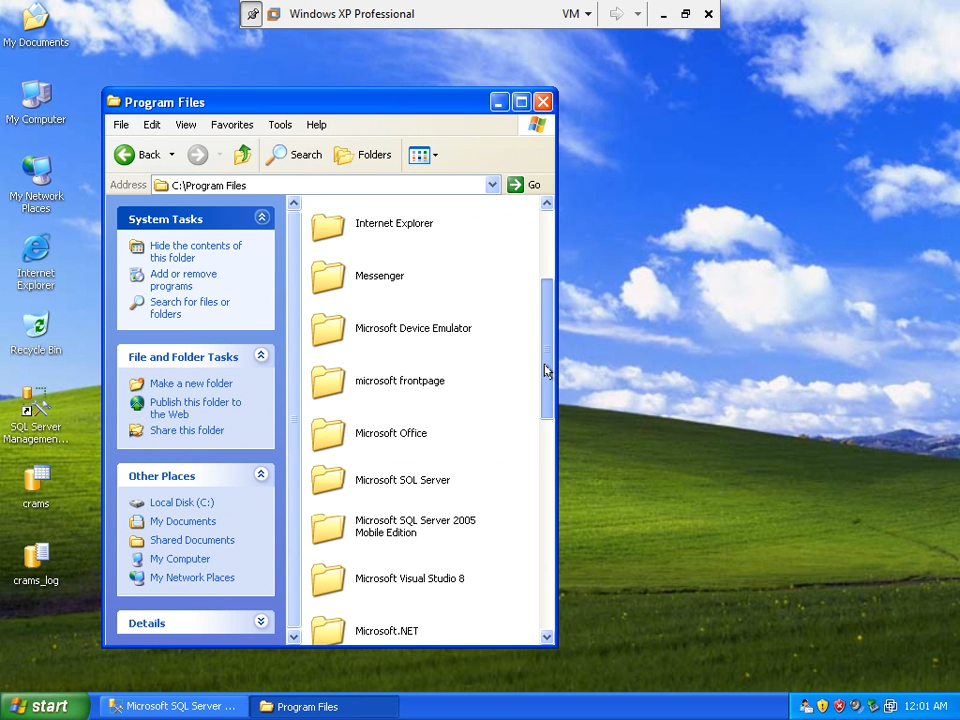 Windows XP Professional
VM
My Documents
My Computer
My Network
Places
Internet
Explorer
Recycle Bin
SQL Server
Managemen...
crams
crams_log
Program Files
File Edit View Favorites Tools Help
Back Search Folders
Address C:\Program Files Go
System Tasks
Hide the contents of
this folder
Add or remove
programs
Search for files or
folders
File and Folder Tasks
Make a new folder
Publish this folder to
the Web
Share this folder
Other Places
Local Disk (C:)
My Documents
Shared Documents
My Computer
My Network Places
Details
Internet Explorer
Messenger
Microsoft Device Emulator
microsoft frontpage
Microsoft Office
Microsoft SQL Server
Microsoft SQL Server 2005
Mobile Edition
Microsoft Visual Studio 8
Microsoft.NET
start Microsoft SQL Server ... Program Files 12:01 AM